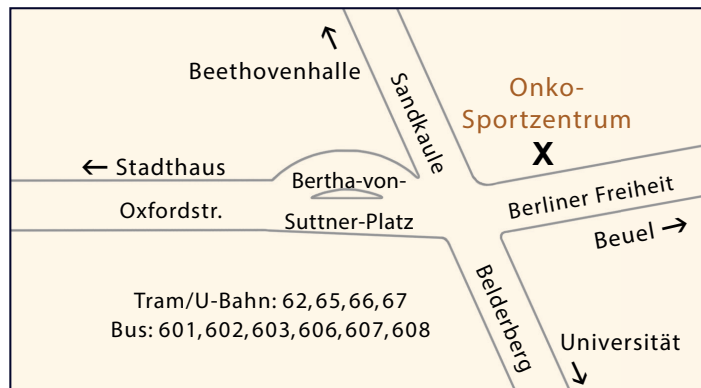 Beethovenhalle
Sandkaule
Onko-
Sportzentrum
X
Stadthaus
Bertha-von-
Suttner-Platz
Oxfordstr.
Berliner Freiheit
Beuel
Tram/U-Bahn: 62,65,66,67
Bus: 601,602,603,606,607,608
Belderberg
Universität